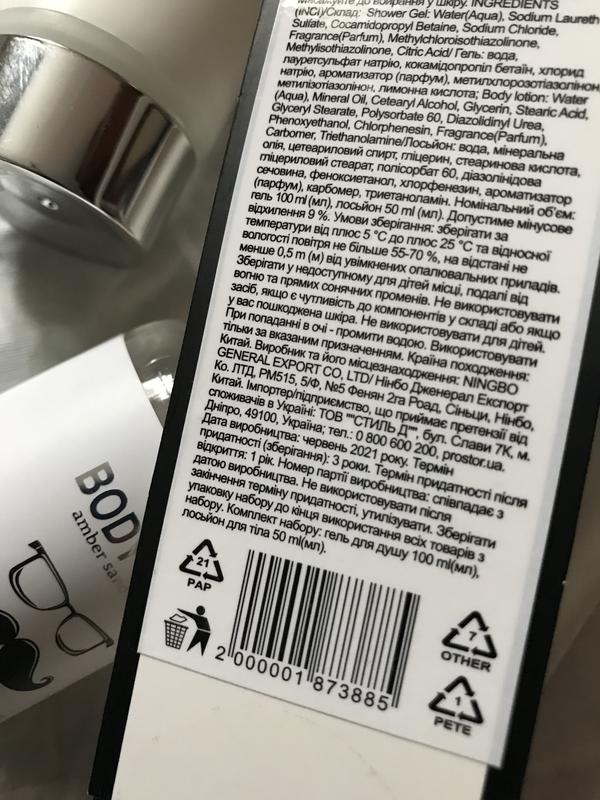 вбирання у шкіру. INGREDIENTS
(INCI)/Склад: Shower Gel: Water(Aqua), Sodium Laureth
Sulfate, Cocamidopropyl Betaine, Sodium Chloride,
Fragrance(Parfum), Methylchloroisothiazolinone,
Methylisothiazolinone, Citric Acid/ Гель: вода,
лауретсульфат натрію, кокамідопропіл бетаїн, хлорид
натрію, ароматизатор (парфум), метилхлорозотіазолінон,
метилізотіазолінон, лимонна кислота; Body lotion: Water
(Aqua), Mineral Oil, Cetearyl Alcohol, Glycerin, Stearic Acid,
Glyceryl Stearate, Polysorbate 60, Diazolidinyl Urea,
Phenoxyethanol, Chlorphenesin, Fragrance(Parfum),
Carbomer, Triethanolamine/Лосьйон: вода, мінеральна
олія, цетеариловий спирт, гліцерин, стеаринова кислота,
гліцериловий стеарат, полісорбат 60, діазолінідова
сечовина, феноксиетанол, хлорфенезин, ароматизатор
(парфум), карбомер, триетаноламін. Номінальний об'єм:
гель 100 ml (мл), лосьйон 50 ml (мл). Допустиме мінусове
відхилення 9 %. Умови зберігання: зберігати за
температури від плюс 5 °С до плюс 25 °С та відносної
вологості повітря не більше 55-70 %, на відстані не
менше 0,5 m (м) від увімкнених опалювальних приладів.
Зберігати у недоступному для дітей місці, подалі від
вогню та прямих сонячних променів. Не використовувати
засіб, якщо є чутливість до компонентів у складі або якщо
у вас пошкоджена шкіра. Не використовувати для дітей.
При попаданні в очі - промити водою. Використовувати
тільки за вказаним призначенням. Країна походження:
Китай. Виробник та його місцезнаходження: NINGBO
GENERAL EXPORT CO, LTD/ Нінбо Дженерал Експорт
Ко. ЛТД, РМ515, 5/Ф, №5 Фенян 2га Роад, Сіньци, Нінбо,
Китай. Імпортер/підприємство, що приймає претензії від
споживачів в Україні: ТОВ ""СТИЛЬ Д"", бул. Слави 7К, м.
Дніпро, 49100, Україна; тел.: 0 800 600 200, prostor.ua.
Дата виробництва: червень 2021 року. Термін
придатності (зберігання): 3 роки. Термін придатності після
відкриття: 1 рік. Номер партії виробництва: співпадає з
датою виробництва. Не використовувати після
закінчення терміну придатності, утилізувати. Зберігати
упаковку набору до кінця використання всіх товарів з
набору. Комплект набору: гель для душу 100 ml(мл),
лосьйон для тіла 50 ml(мл).
21
PAP
2 000001 873885
7
OTHER
1
PETE
BODY
amber